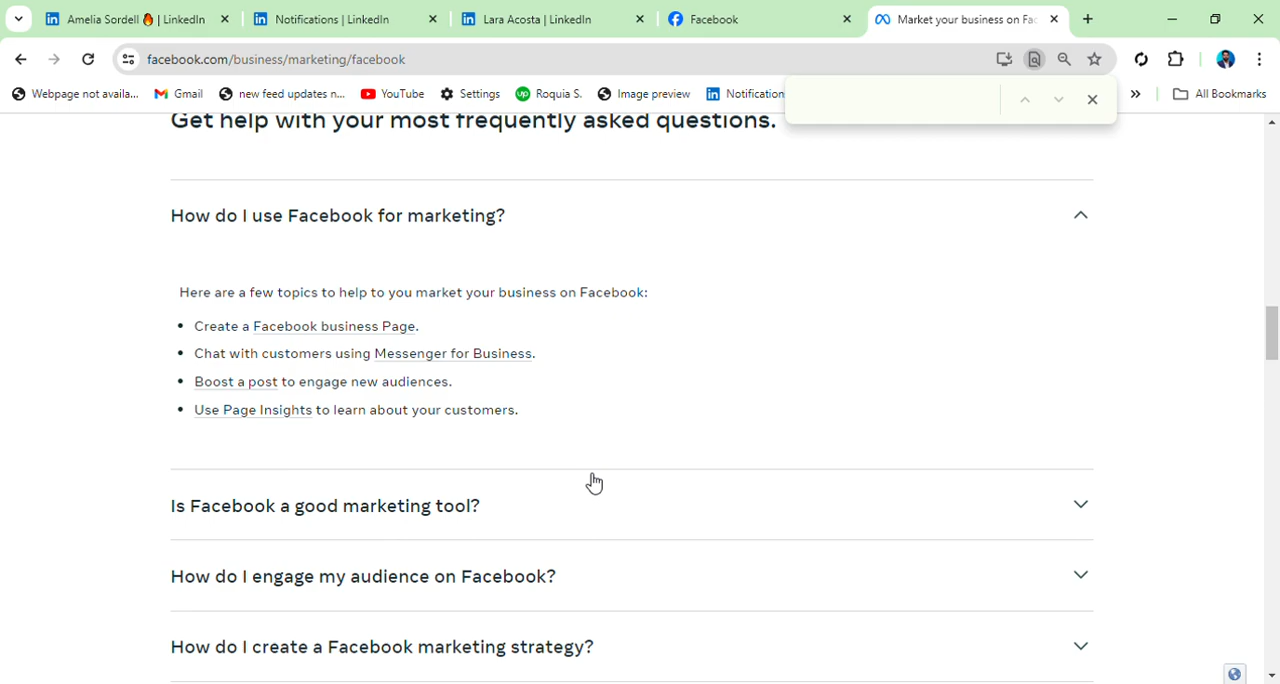 Amelia Sordell🔥 | LinkedIn
Notifications | LinkedIn
Lara Acosta | LinkedIn
Facebook
Market your business on Fac
facebook.com/business/marketing/facebook
Webpage not availa...
Gmail
new feed updates n...
YouTube
Settings
Roquia S.
Image preview
Notification
All Bookmarks
Get help with your most frequently asked questions.
How do I use Facebook for marketing?
Here are a few topics to help to you market your business on Facebook:
• Create a Facebook business Page.
• Chat with customers using Messenger for Business.
• Boost a post to engage new audiences.
• Use Page Insights to learn about your customers.
Is Facebook a good marketing tool?
How do I engage my audience on Facebook?
How do I create a Facebook marketing strategy?